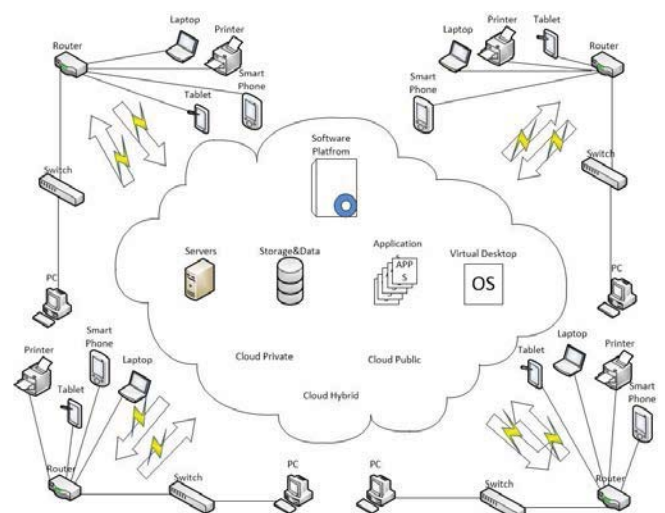 Laptop
Printer
Router
Smart
Phone
Tablet
Switch
PC
Tablet
Printer
Laptop
Router
Smart
Phone
Switch
PC
Software
Platfrom
Servers
Storage&Data
Application
S
APP
S
Virtual Desktop
OS
Cloud Private
Cloud Public
Cloud Hybrid
Smart
Phone
Printer
Laptop
Tablet
Router
Switch
PC
Laptop
Printer
Tablet
Smart
Phone
PC
Switch
Router